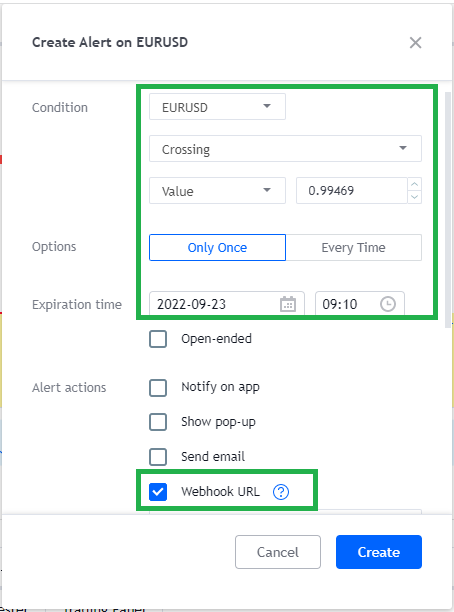 Create Alert on EURUSD
Condition
EURUSD
Crossing
Value
0.99469
Options
Only Once
Every Time
Expiration time
2022-09-23
09:10
Open-ended
Alert actions
Notify on app
Show pop-up
Send email
Webhook URL ?
Cancel
Create
Trading Panel